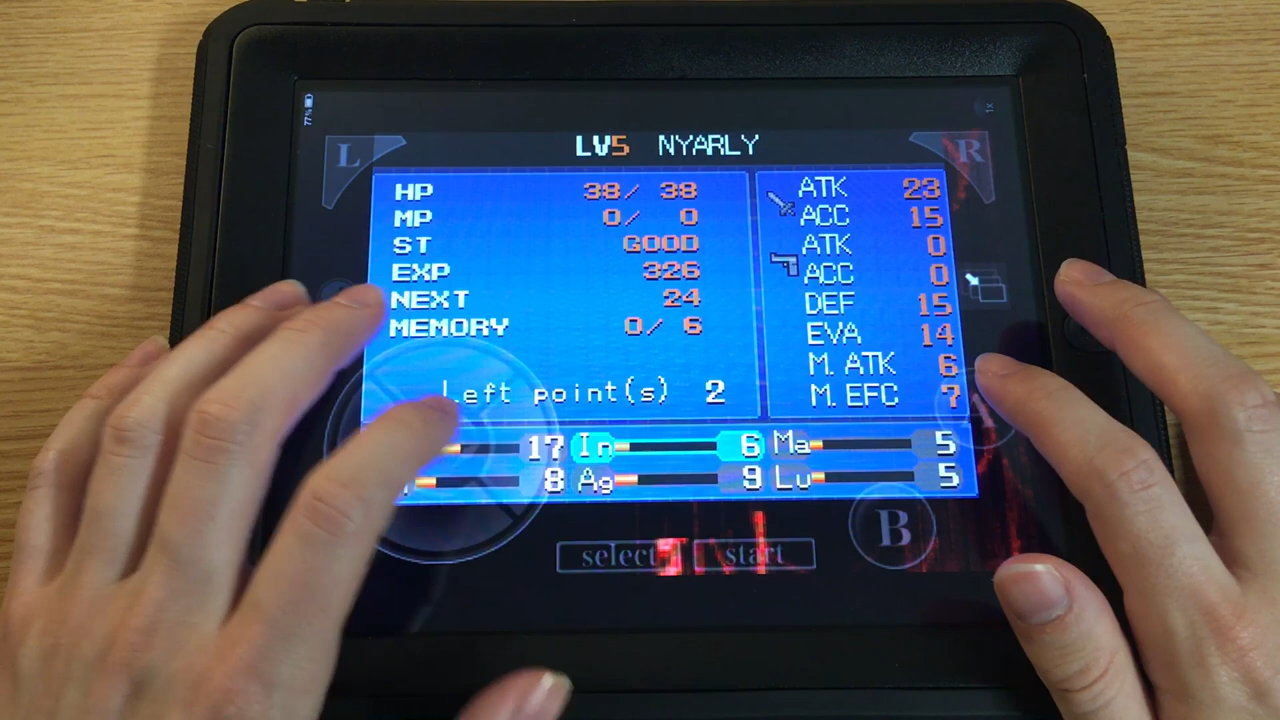 77%
1x
L
LV5 NYARLY
R
HP 38/ 38
MP 0/ 0
ST GOOD
EXP 326
NEXT 24
MEMORY 0/ 6
Left point(s) 2
ATK 23
ACC 15
ATK 0
ACC 0
DEF 15
EVA 14
M. ATK 6
M. EFC 7
17 In 6 Ma 5
8 Ag 9 Lu 5
B
select start